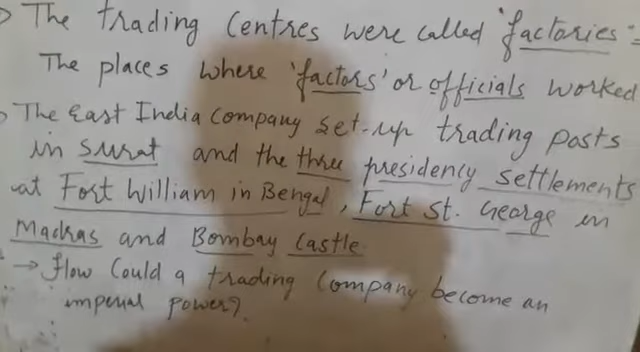 > The trading Centres were called 'factories' =
The places where 'factors' or officials worked
> The East India Company set-up trading posts
in Surat and the three presidency settlements
at Fort William in Bengal, Fort St. George in
Madras and Bombay Castle.
→ How Could a trading Company become an
imperial power?